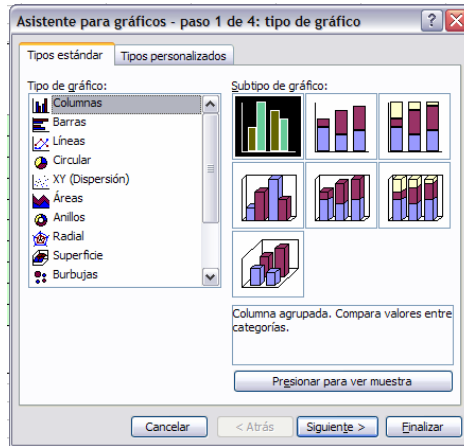 Asistente para gráficos - paso 1 de 4: tipo de gráfico
Tipos estándar
Tipos personalizados
Tipo de gráfico:
Columnas
Barras
Líneas
Circular
XY (Dispersión)
Áreas
Anillos
Radial
Superficie
Burbujas
Subtipo de gráfico:
Columna agrupada. Compara valores entre
categorías.
Presionar para ver muestra
Cancelar
< Atrás
Siguiente >
Finalizar